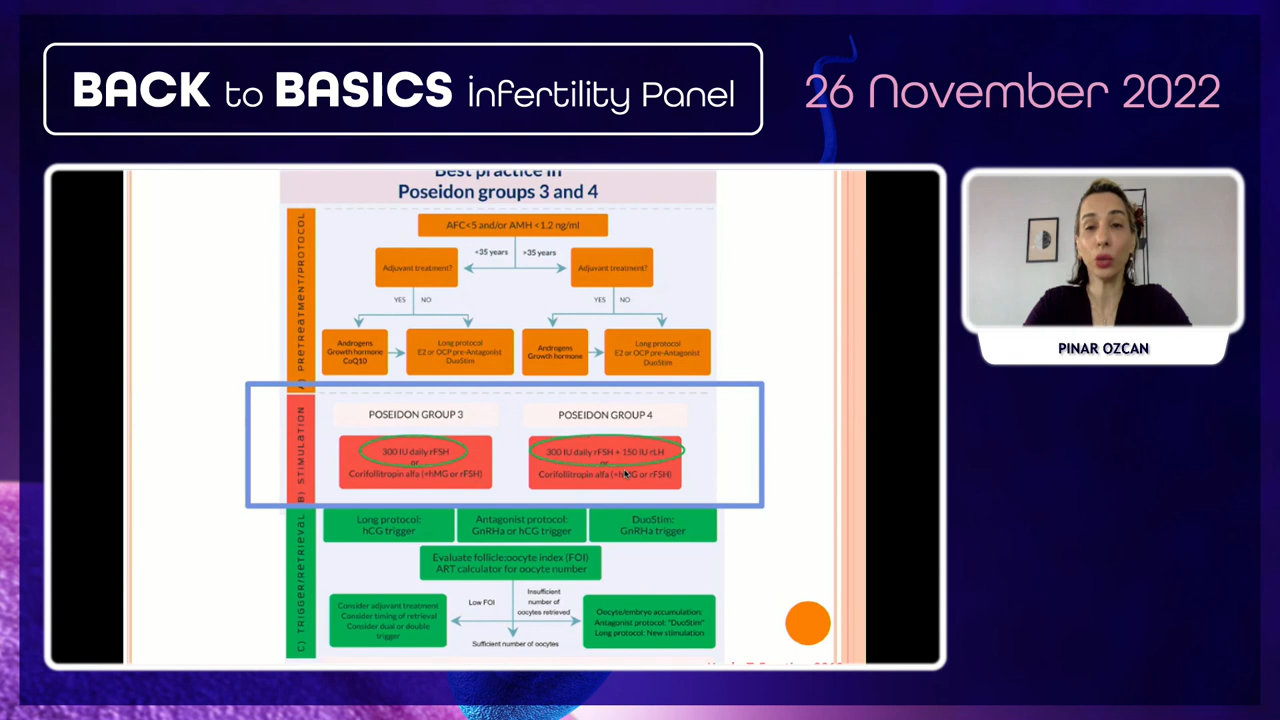 BACK to BASICS infertility Panel
26 November 2022
PINAR OZCAN
Best practice in
Poseidon groups 3 and 4
A) PRETREATMENT/PROTOCOL
AFC<5 and/or AMH <1.2 ng/ml
<35 years
>35 years
Adjuvant treatment?
Adjuvant treatment?
YES
NO
YES
NO
Androgens
Growth hormone
CoQ10
Long protocol
E2 or OCP pre-Antagonist
DuoStim
Androgens
Growth hormone
Long protocol
E2 or OCP pre-Antagonist
DuoStim
B) STIMULATION
POSEIDON GROUP 3
POSEIDON GROUP 4
300 IU daily rFSH
or
Corifollitropin alfa (+hMG or rFSH)
300 IU daily rFSH + 150 IU rLH
or
Corifollitropin alfa (+hMG or rFSH)
C) TRIGGER/RETRIEVAL
Long protocol:
hCG trigger
Antagonist protocol:
GnRHa or hCG trigger
DuoStim:
GnRHa trigger
Evaluate follicle:oocyte index (FOI)
ART calculator for oocyte number
Low FOI
Insufficient
number of
oocytes retrieved
Consider adjuvant treatment
Consider timing of retrieval
Consider dual or double
trigger
Sufficient number of oocytes
Oocyte/embryo accumulation:
Antagonist protocol: "DuoStim"
Long protocol: New stimulation